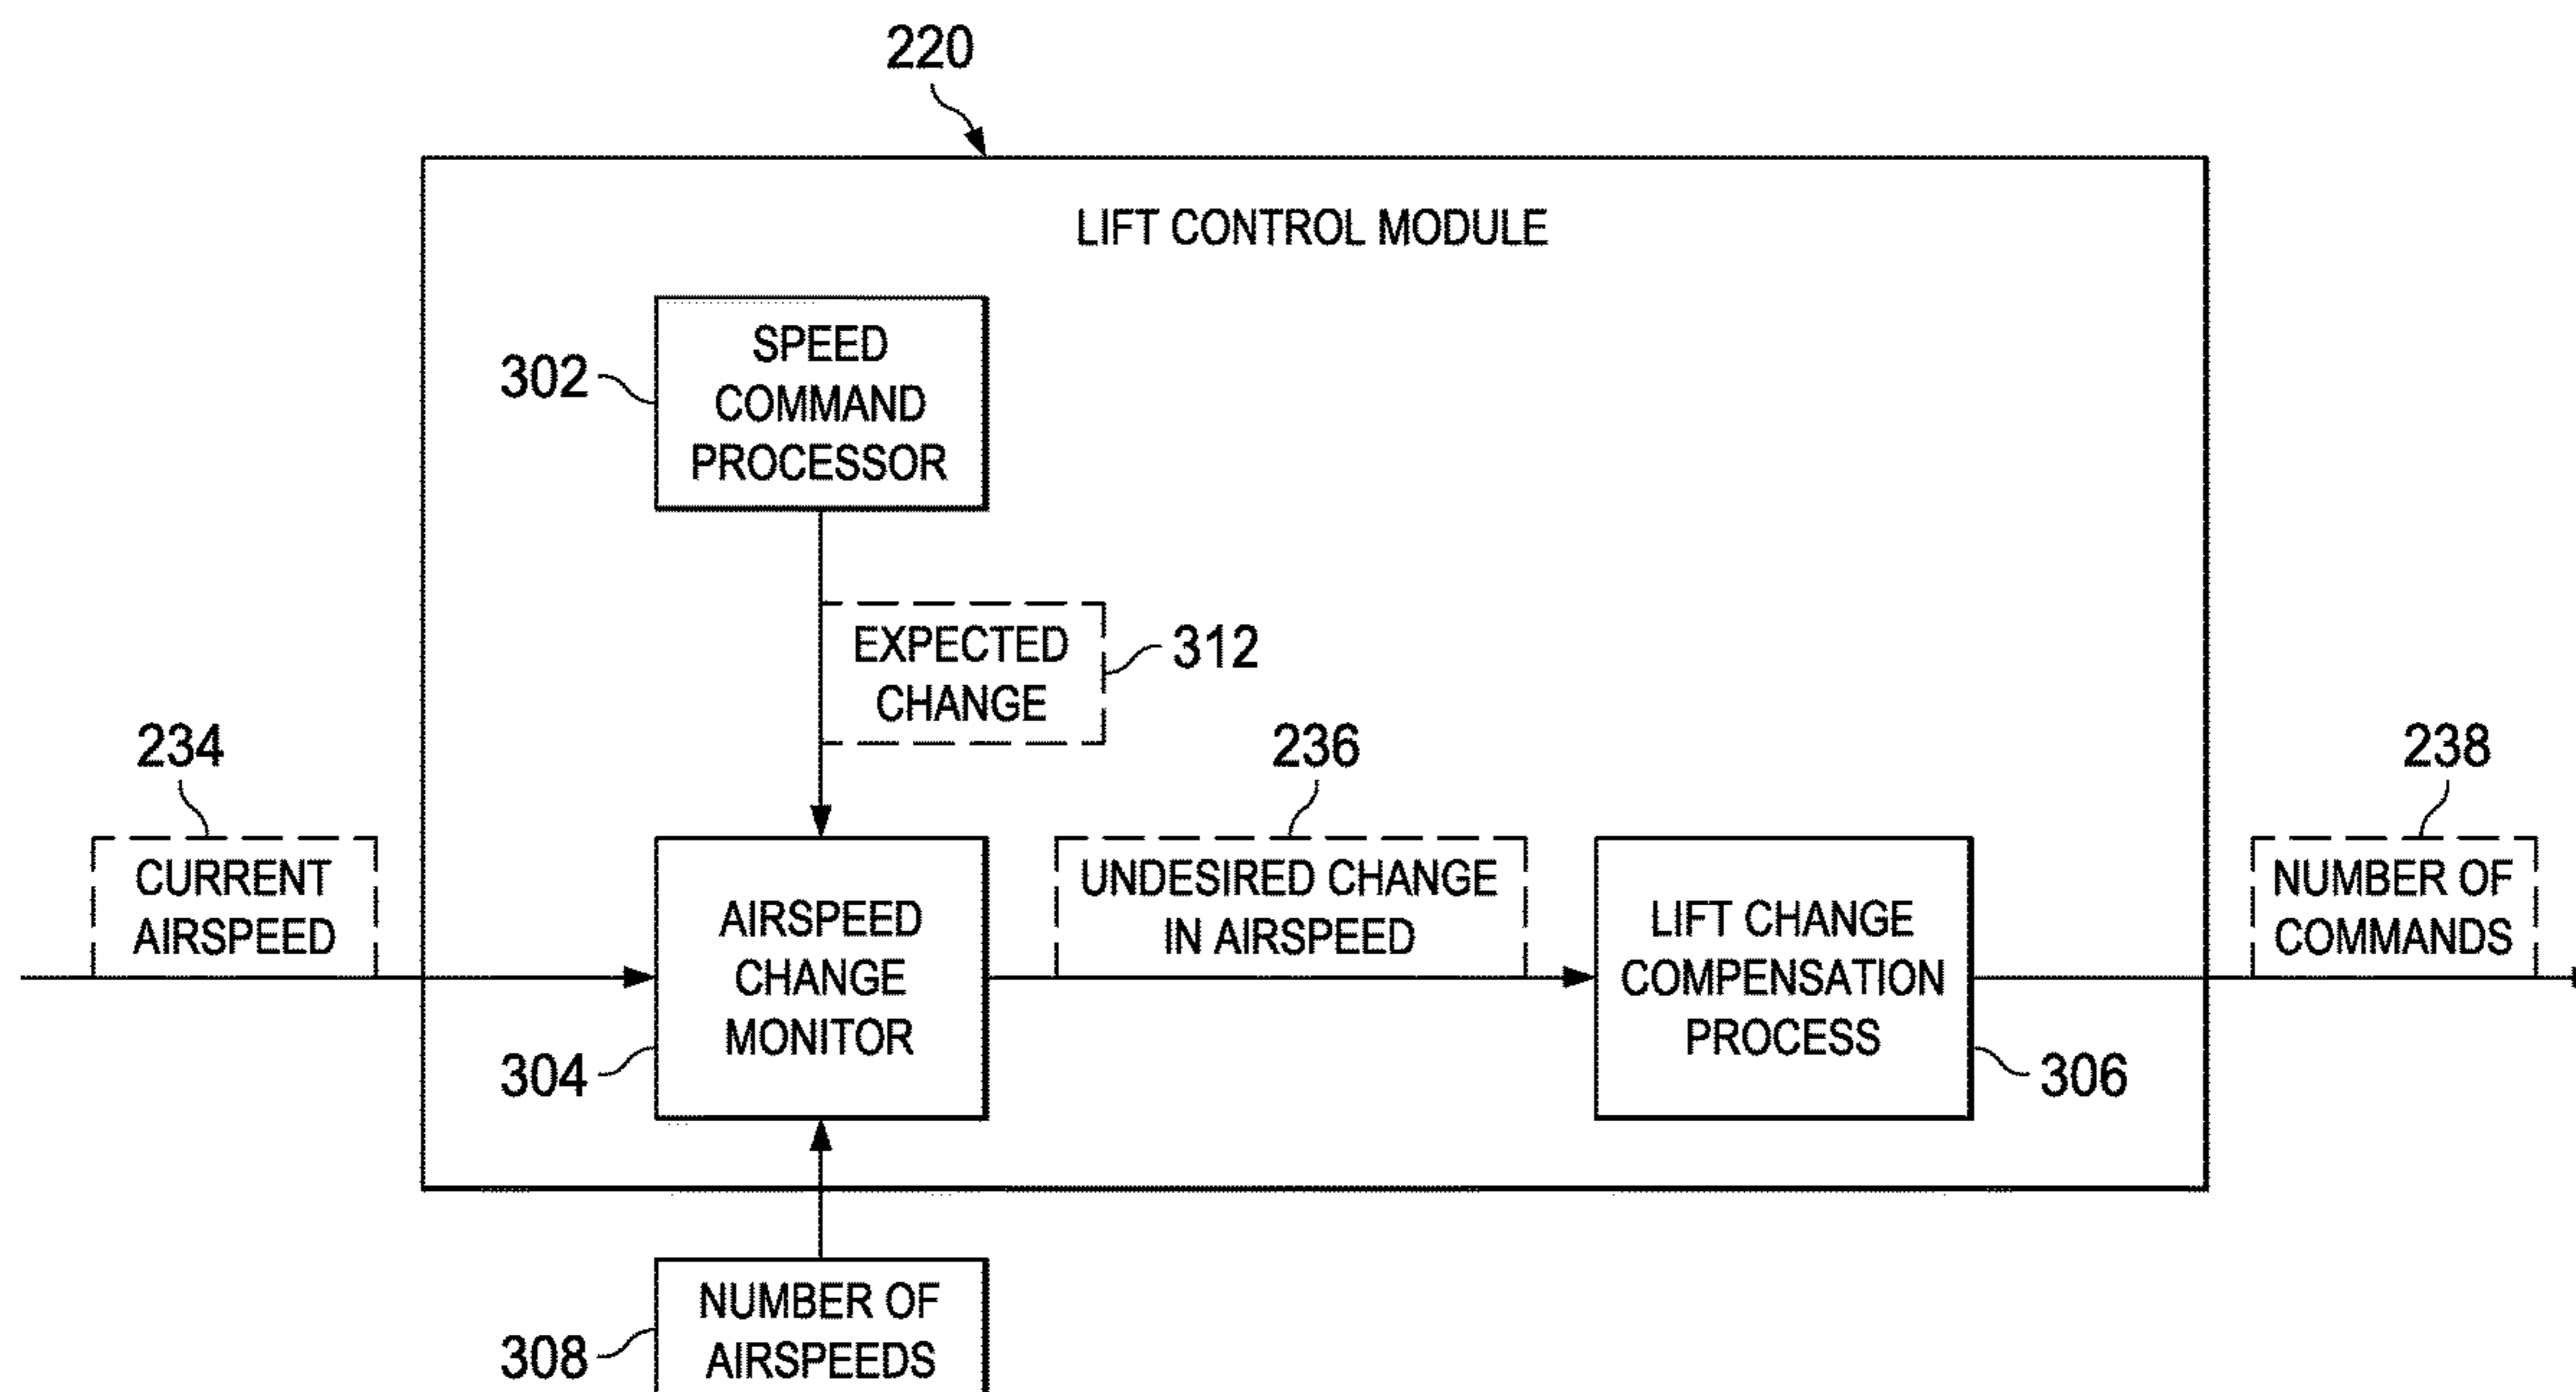 220
LIFT CONTROL MODULE
302
SPEED
COMMAND
PROCESSOR
EXPECTED
CHANGE
312
234
CURRENT
AIRSPEED
304
AIRSPEED
CHANGE
MONITOR
236
UNDESIRED CHANGE
IN AIRSPEED
LIFT CHANGE
COMPENSATION
PROCESS
306
238
NUMBER OF
COMMANDS
308
NUMBER OF
AIRSPEEDS